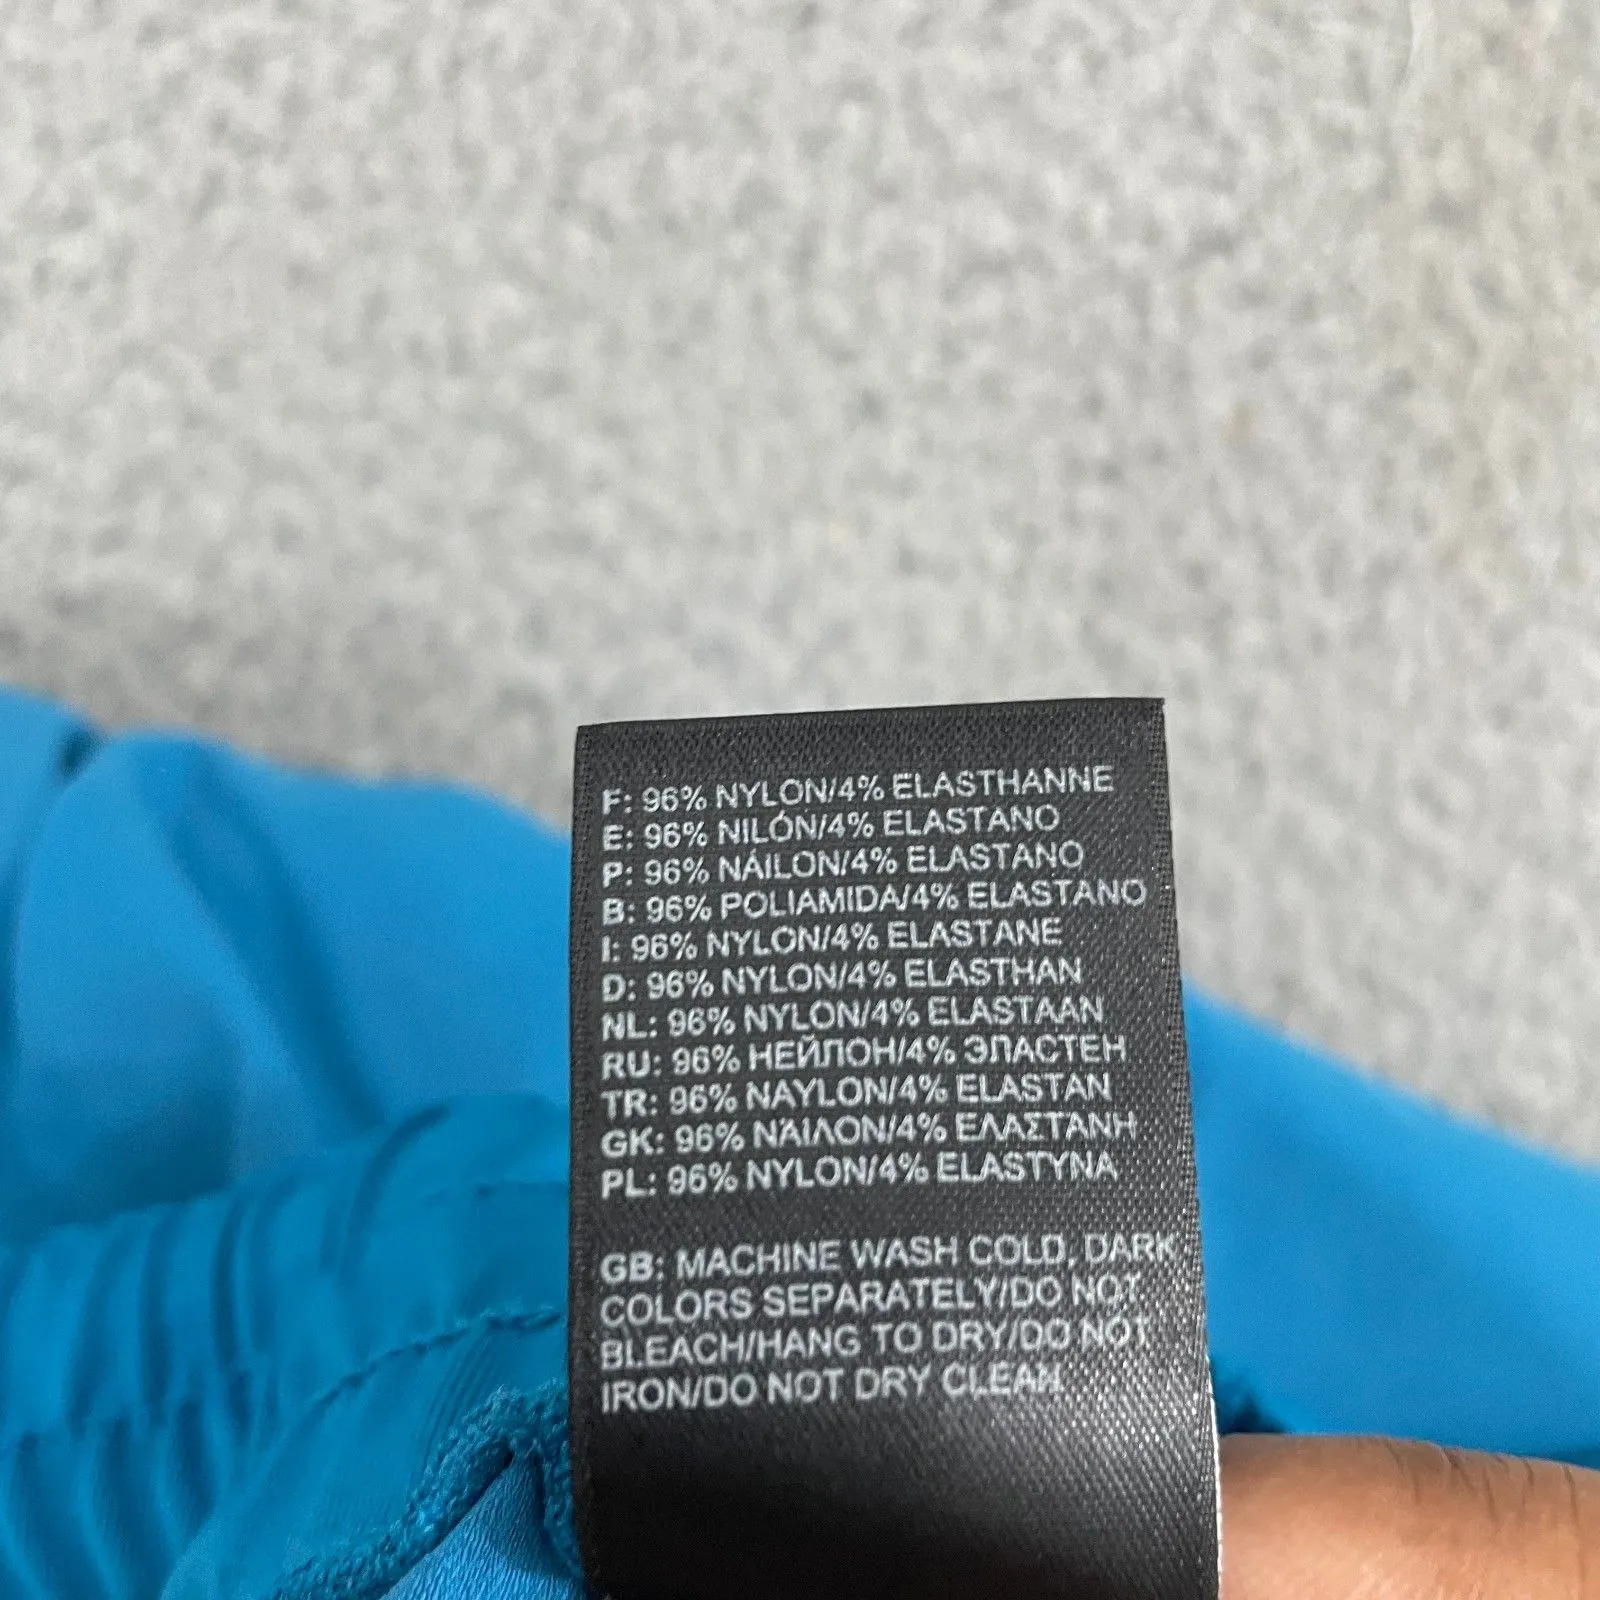 F: 96% NYLON/4% ELASTHANNE
E: 96% NILÓN/4% ELASTANO
P: 96% NÁILON/4% ELASTANO
B: 96% POLIAMIDA/4% ELASTANO
I: 96% NYLON/4% ELASTANE
D: 96% NYLON/4% ELASTHAN
NL: 96% NYLON/4% ELASTAAN
RU: 96% НЕЙЛОН/4% ЭЛАСТЕН
TR: 96% NAYLON/4% ELASTAN
GK: 96% ΝΆΙΛΟΝ/4% ΕΛΑΣΤΆΝΗ
PL: 96% NYLON/4% ELASTYNA
GB: MACHINE WASH COLD, DARK
COLORS SEPARATELY/DO NOT
BLEACH/HANG TO DRY/DO NOT
IRON/DO NOT DRY CLEAN